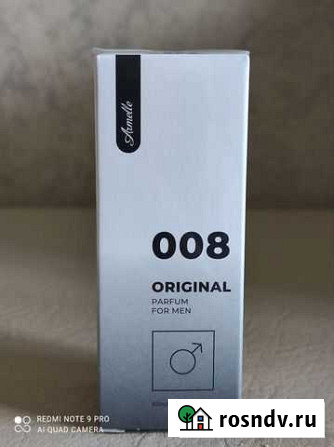 Armelle
008
ORIGINAL
PARFUM
FOR MEN
REDMI NOTE 9 PRO
AI QUAD CAMERA
rosndv.ru